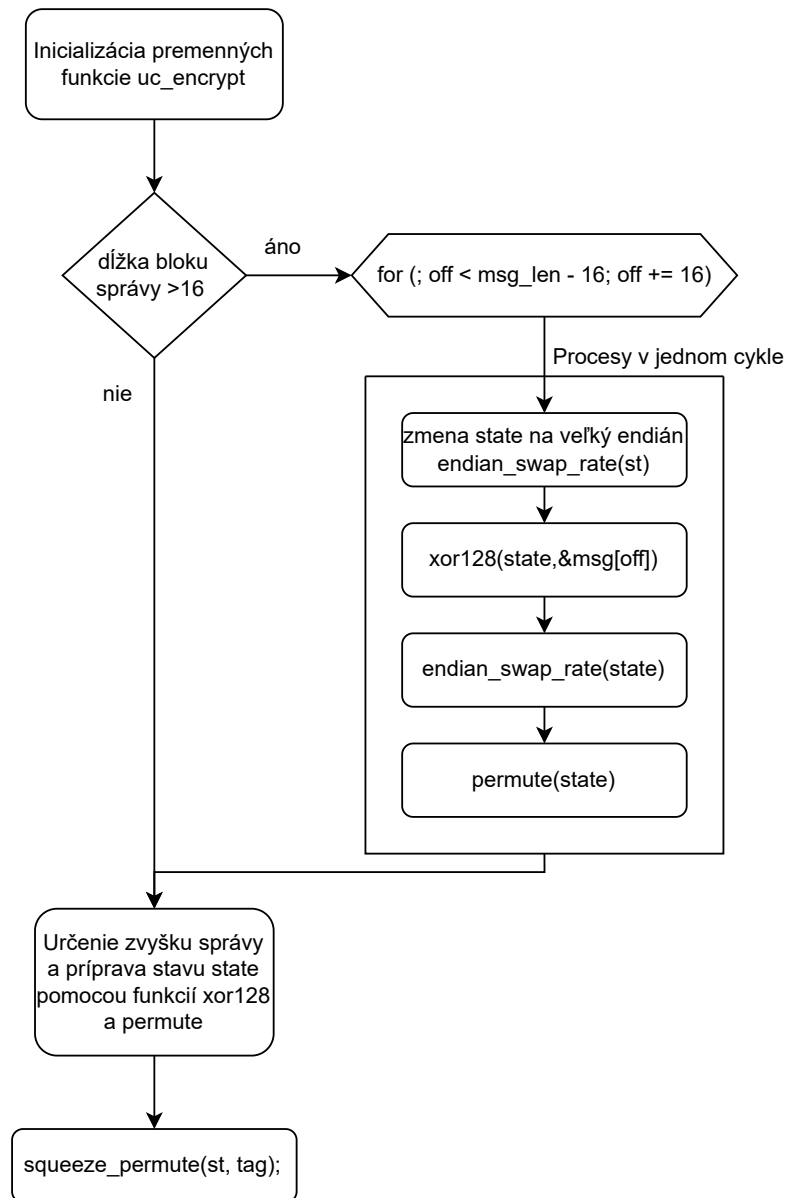 Inicializácia premenných
funkcie uc_encrypt
dĺžka bloku
správy >16
áno
for (; off < msg_len - 16; off += 16)
Procesy v jednom cykle
nie
zmena state na veľký endián
endian_swap_rate(st)
xor128(state,&msg[off])
endian_swap_rate(state)
permute(state)
Určenie zvyšku správy
a príprava stavu state
pomocou funkcií xor128
a permute
squeeze_permute(st, tag);